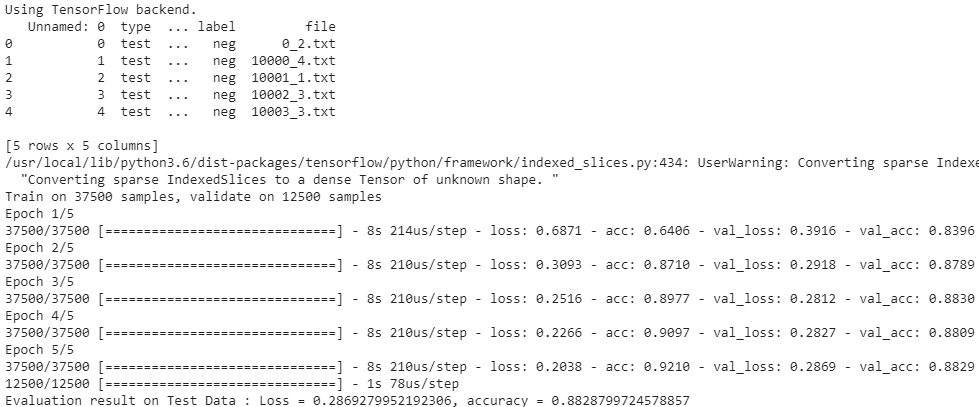 Using TensorFlow backend.
   Unnamed: 0  type  ... label         file
0           0  test  ...   neg      0_2.txt
1           1  test  ...   neg  10000_4.txt
2           2  test  ...   neg  10001_1.txt
3           3  test  ...   neg  10002_3.txt
4           4  test  ...   neg  10003_3.txt
[5 rows x 5 columns]
/usr/local/lib/python3.6/dist-packages/tensorflow/python/framework/indexed_slices.py:434: UserWarning: Converting sparse Indexe
  "Converting sparse IndexedSlices to a dense Tensor of unknown shape. "
Train on 37500 samples, validate on 12500 samples
Epoch 1/5
37500/37500 [==============================] - 8s 214us/step - loss: 0.6871 - acc: 0.6406 - val_loss: 0.3916 - val_acc: 0.8396
Epoch 2/5
37500/37500 [==============================] - 8s 210us/step - loss: 0.3093 - acc: 0.8710 - val_loss: 0.2918 - val_acc: 0.8789
Epoch 3/5
37500/37500 [==============================] - 8s 210us/step - loss: 0.2516 - acc: 0.8977 - val_loss: 0.2812 - val_acc: 0.8830
Epoch 4/5
37500/37500 [==============================] - 8s 210us/step - loss: 0.2266 - acc: 0.9097 - val_loss: 0.2827 - val_acc: 0.8809
Epoch 5/5
37500/37500 [==============================] - 8s 210us/step - loss: 0.2038 - acc: 0.9210 - val_loss: 0.2869 - val_acc: 0.8829
12500/12500 [==============================] - 1s 78us/step
Evaluation result on Test Data : Loss = 0.2869279952192306, accuracy = 0.8828799724578857